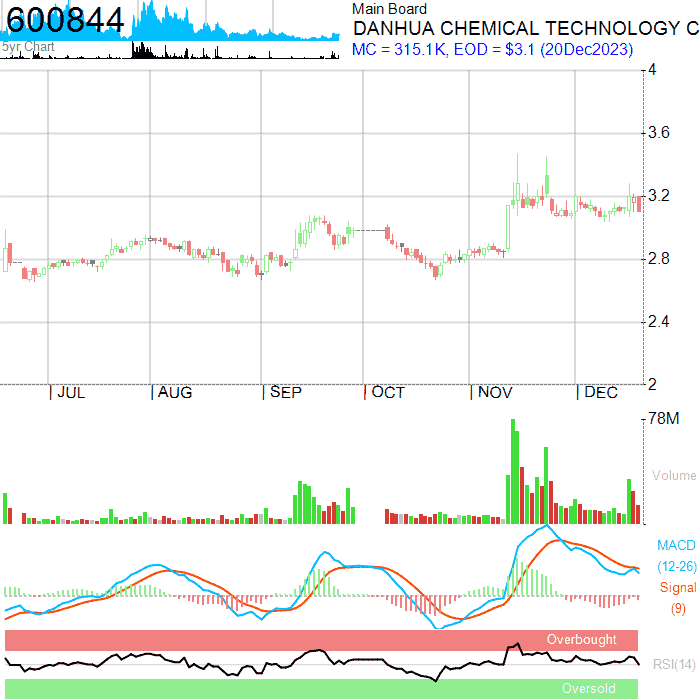 600844
5yr Chart
Main Board
DANHUA CHEMICAL TECHNOLOGY C
MC = 315.1K, EOD = $3.1 (20Dec2023)
4
3.6
3.2
2.8
2.4
2
JUL AUG SEP OCT NOV DEC
78M
Volume
MACD
(12-26)
Signal
(9)
Overbought
RSI(14)
Oversold